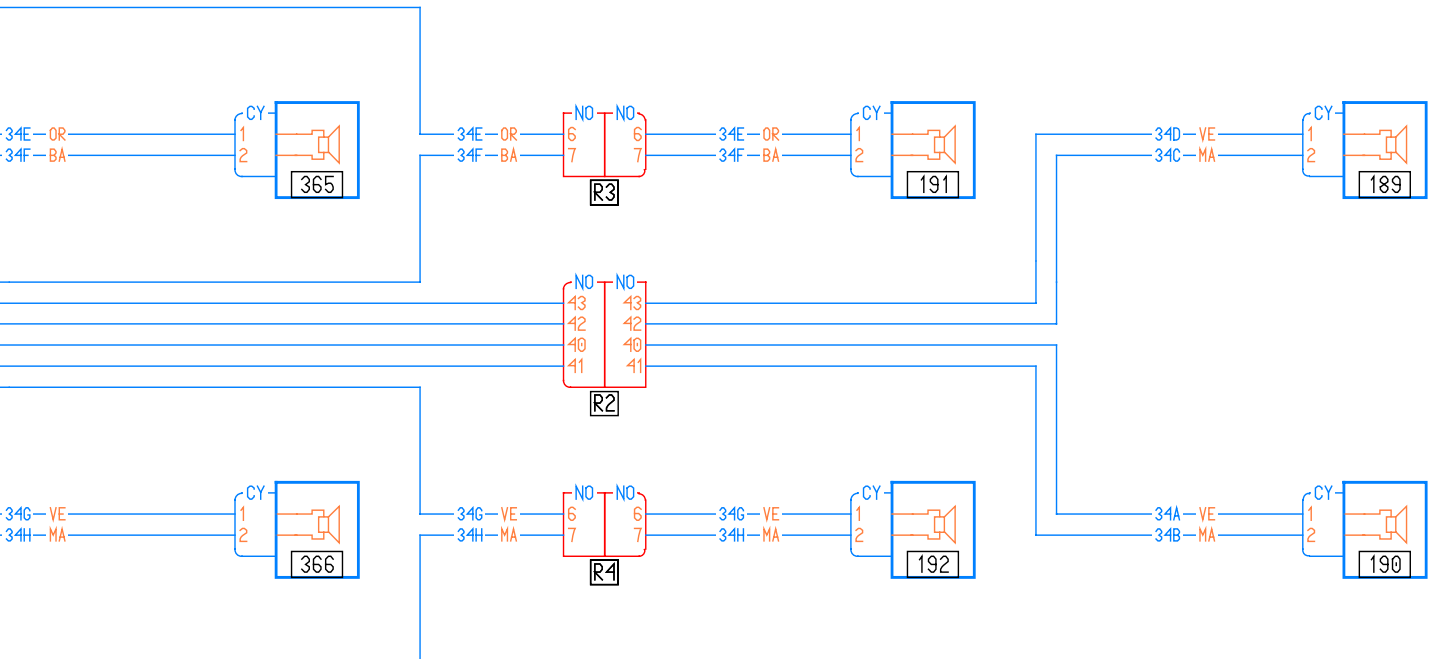 CY NO NO CY CY
34E OR 1 34E OR 6 6 34E OR 1 34D VE 1
34F BA 2 34F BA 7 7 34F BA 2 34C MA 2
365 R3 191 189
NO NO
43 43
42 42
40 40
41 41
R2
CY NO NO CY CY
34G VE 1 34G VE 6 6 34G VE 1 34A VE 1
34H MA 2 34H MA 7 7 34H MA 2 34B MA 2
366 R4 192 190